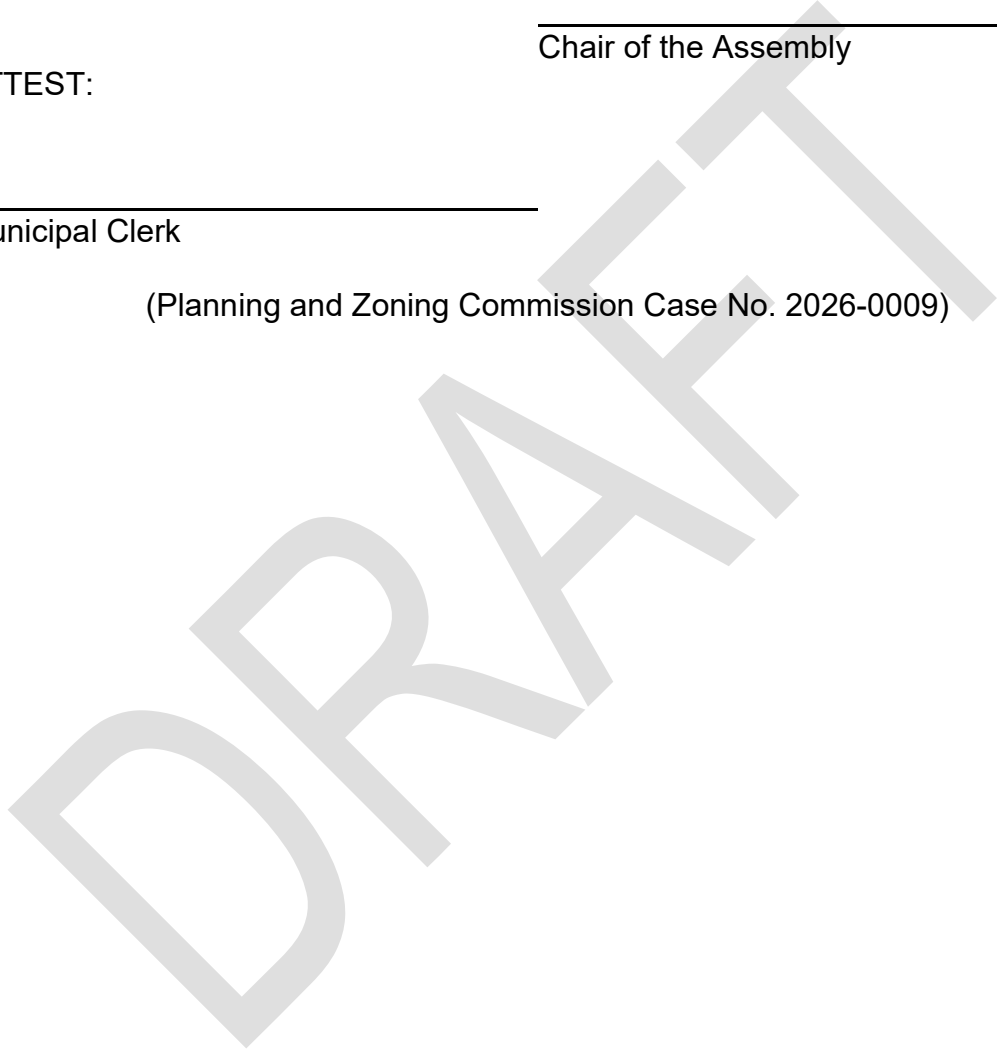 Chair of the Assembly
TTEST:
unicipal Clerk
(Planning and Zoning Commission Case No. 2026-0009)
DRAFT